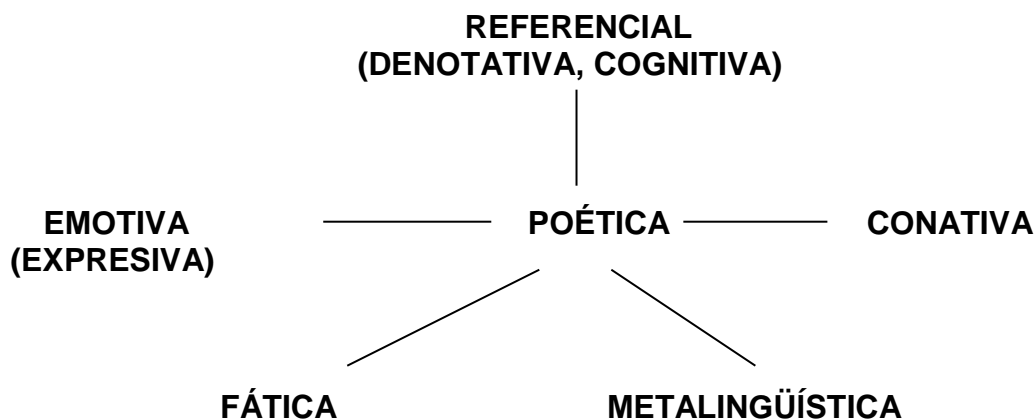 REFERENCIAL
(DENOTATIVA, COGNITIVA)
EMOTIVA
(EXPRESIVA)
POÉTICA
CONATIVA
FÁTICA
METALINGÜÍSTICA